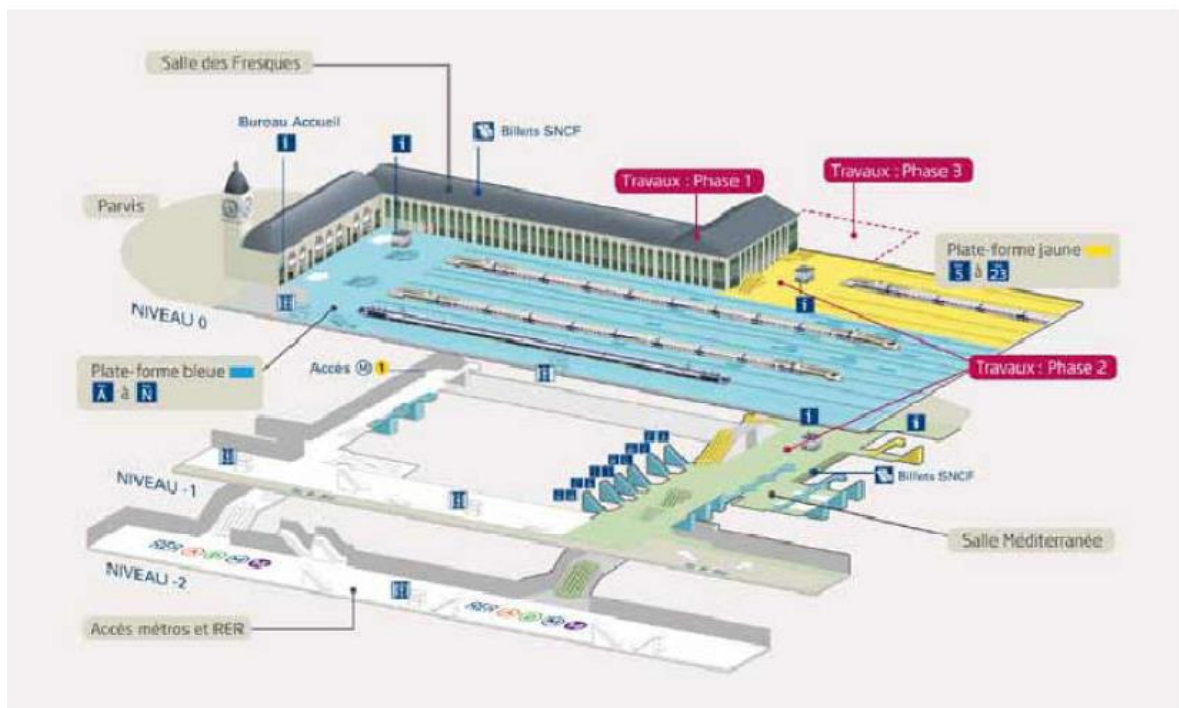 Salle des Fresques
Bureau Accueil
i
i
Billets SNCF
Travaux : Phase 1
Travaux : Phase 3
Parvis
Plate-forme jaune
5 à 23
i
NIVEAU 0
Plate-forme bleue
A à N
Accès M 1
Travaux : Phase 2
i
i
Billets SNCF
NIVEAU -1
Salle Méditerranée
RER A
NIVEAU -2
RER A
Accès métros et RER